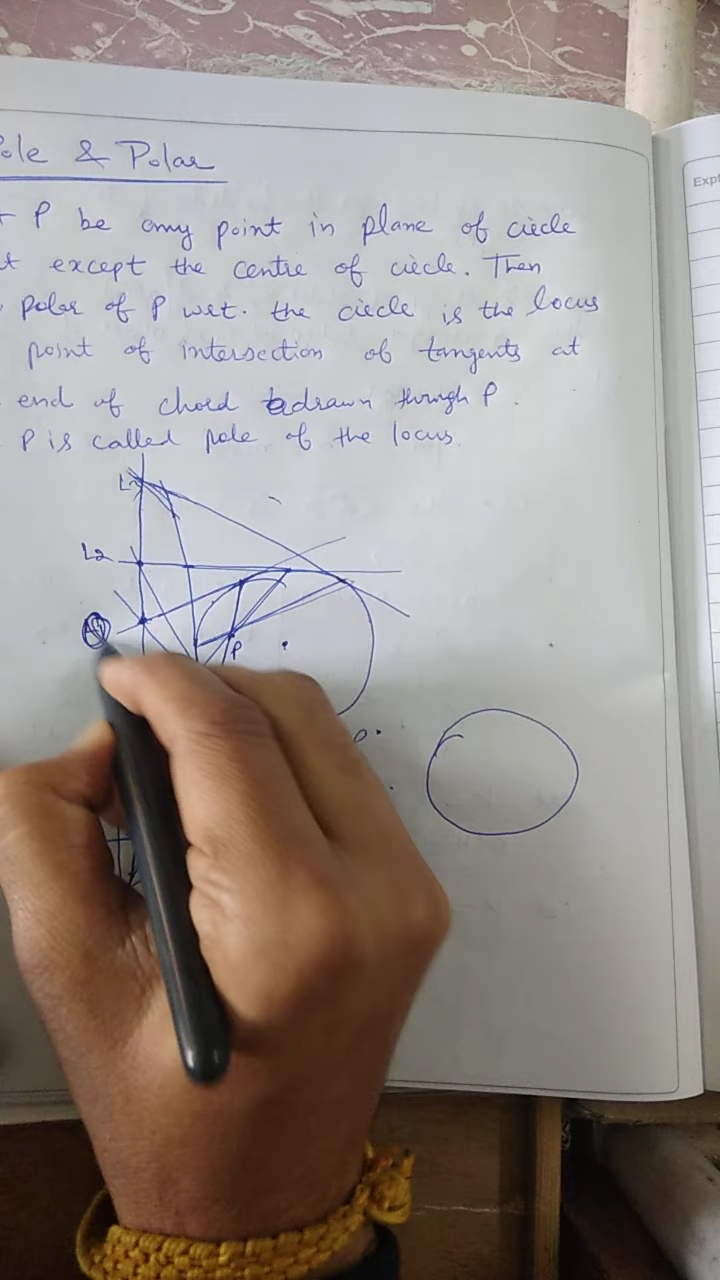 ole & Polar
P be any point in plane of circle
t except the centre of circle. Then
polar of P wrt. the circle is the locus
point of intersection of tangents at
end of chord drawn through P.
P is called pole of the locus.
L2
P
Expt